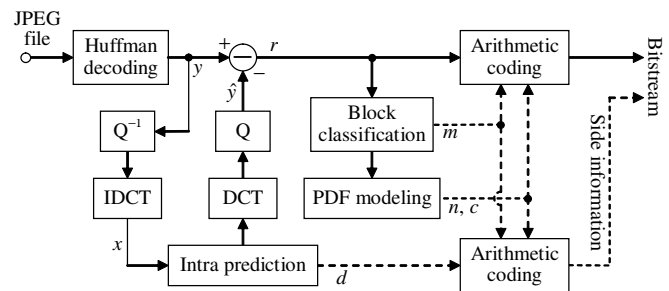 JPEG
file
Huffman
decoding
y
+
−
−
ŷ
r
Arithmetic
coding
Bitstream
Q⁻¹
Q
Block
classification
m
Side information
IDCT
DCT
PDF modeling
n, c
x
Intra prediction
d
Arithmetic
coding